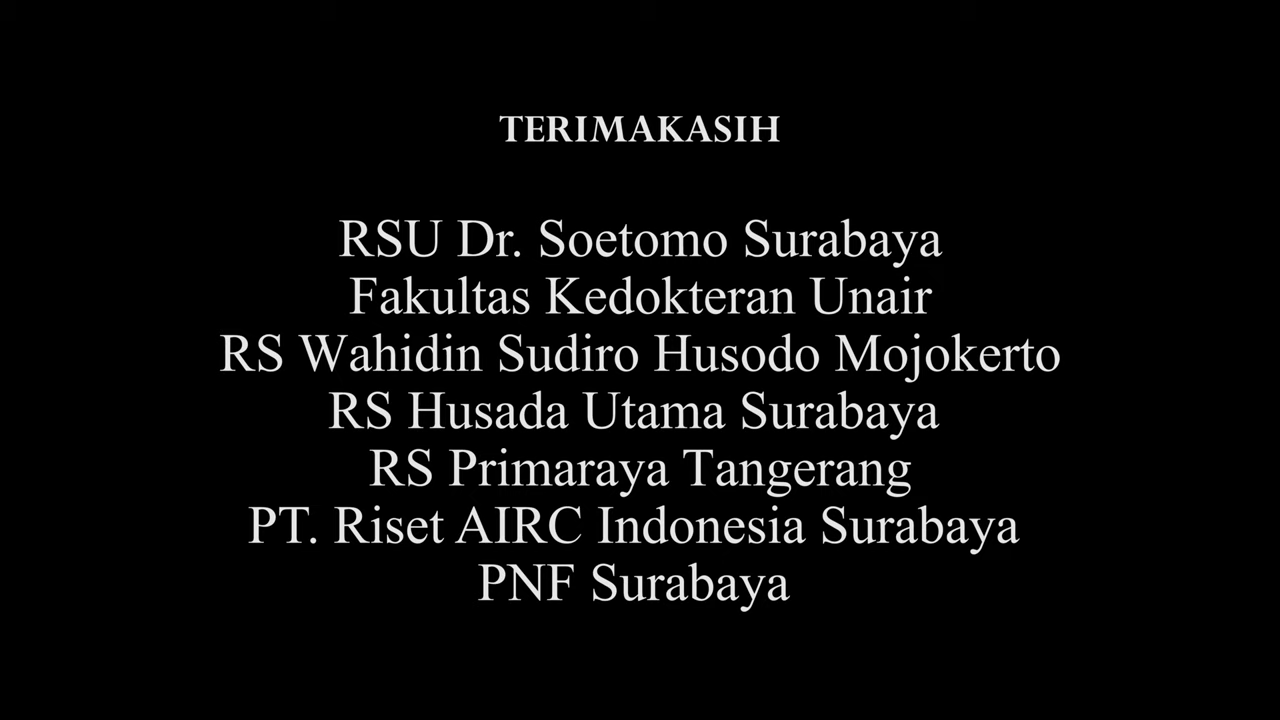 TERIMAKASIH
RSU Dr. Soetomo Surabaya
Fakultas Kedokteran Unair
RS Wahidin Sudiro Husodo Mojokerto
RS Husada Utama Surabaya
RS Primaraya Tangerang
PT. Riset AIRC Indonesia Surabaya
PNF Surabaya